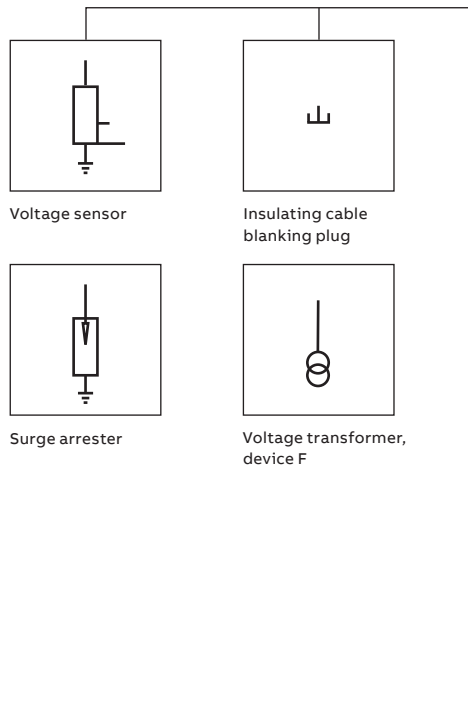 Voltage sensor
Insulating cable
blanking plug
Surge arrester
Voltage transformer,
device F